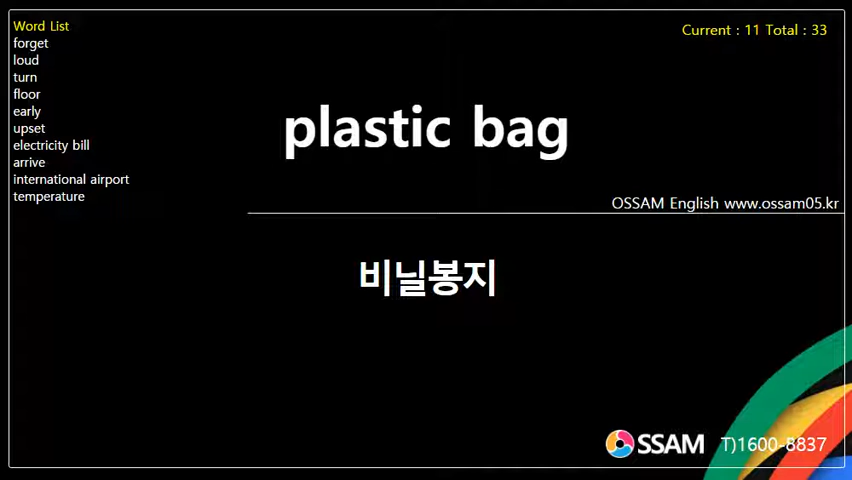 Word List
forget
loud
turn
floor
early
upset
electricity bill
arrive
international airport
temperature
Current : 11 Total : 33
plastic bag
OSSAM English www.ossam05.kr
비닐봉지
OSSAM T)1600-8837